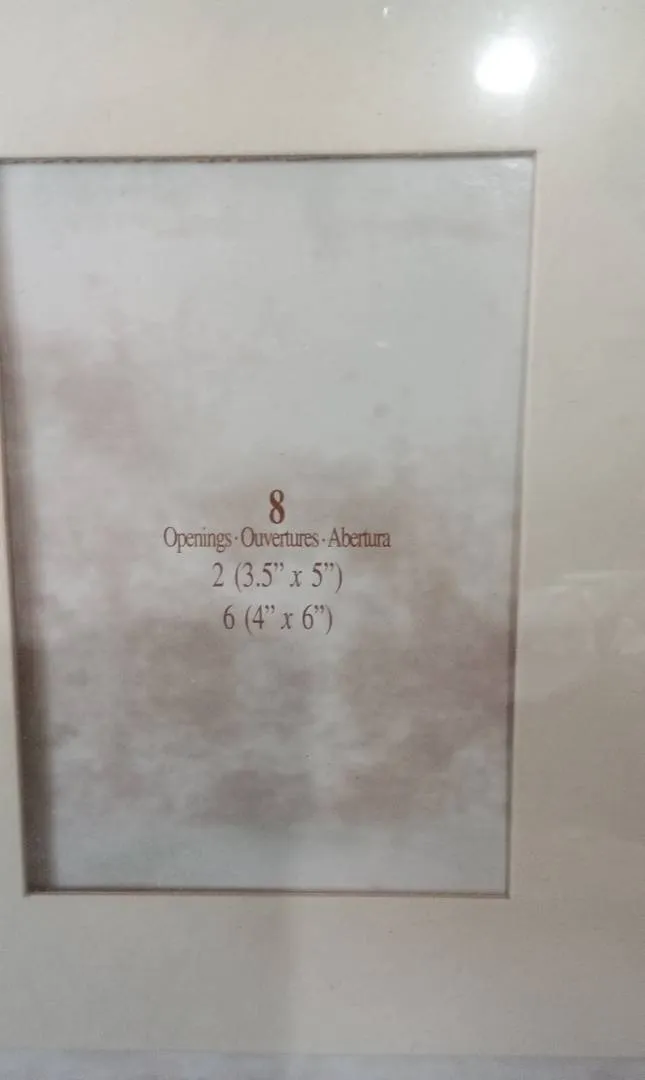 8
Openings · Ouvertures · Abertura
2 (3.5” x 5”)
6 (4” x 6”)